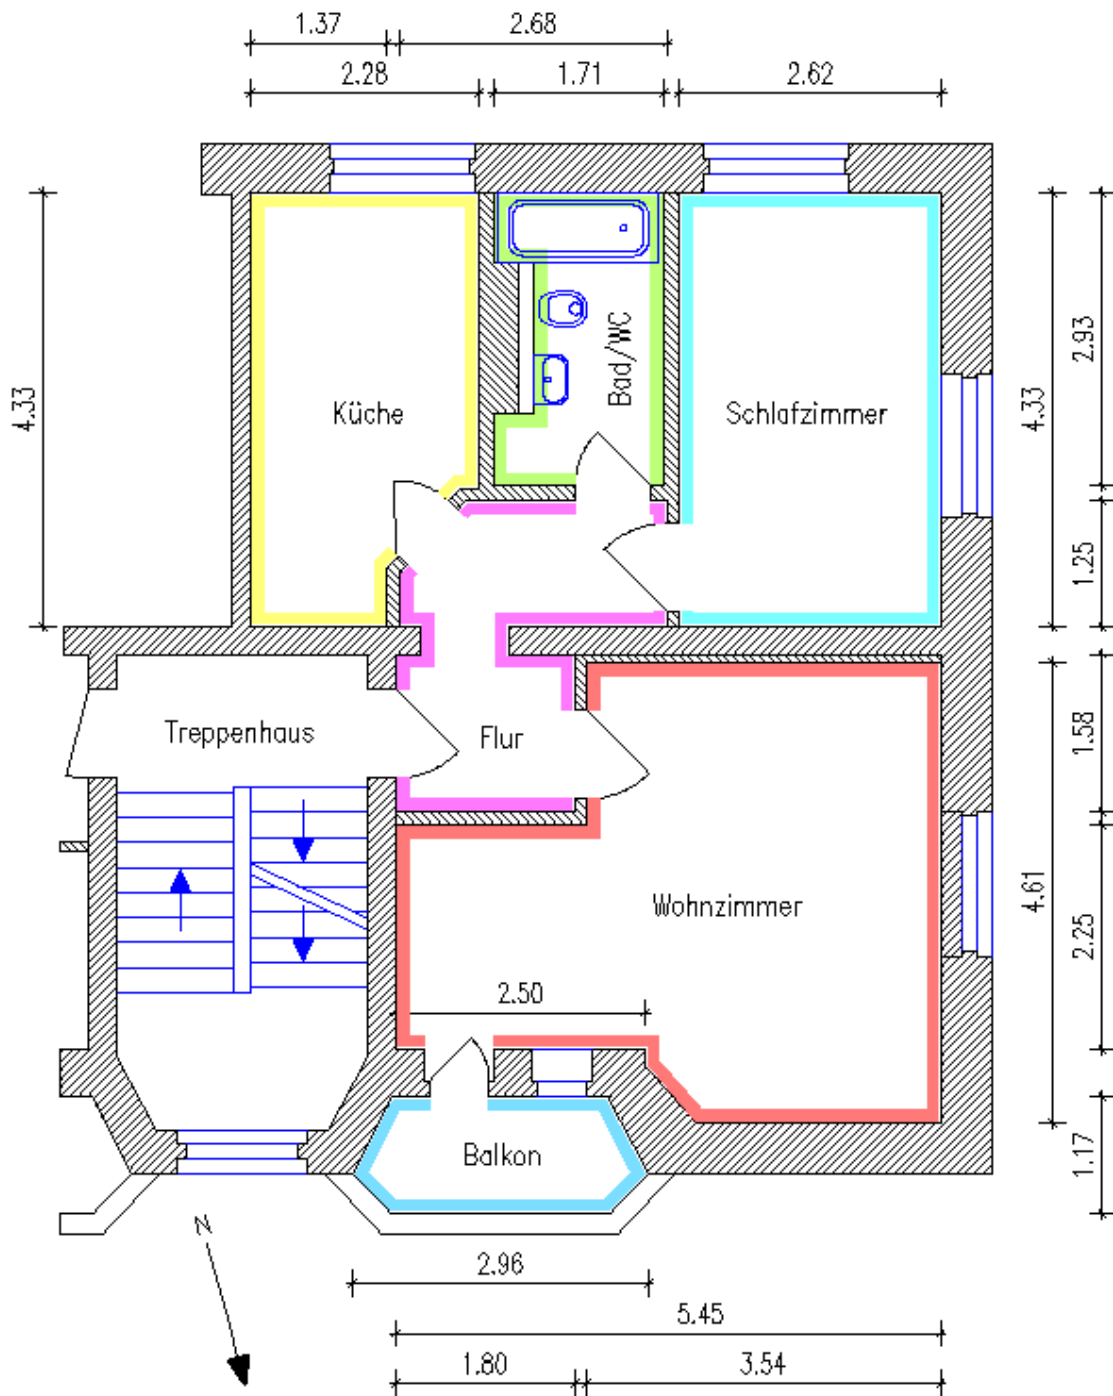 1.37
2.68
2.28
1.71
2.62
4.33
Küche
Bad/WC
Schlafzimmer
4.33
2.93
1.25
Treppenhaus
Flur
1.58
Wohnzimmer
4.61
2.25
2.50
Balkon
1.17
N
2.96
5.45
1.80
3.54